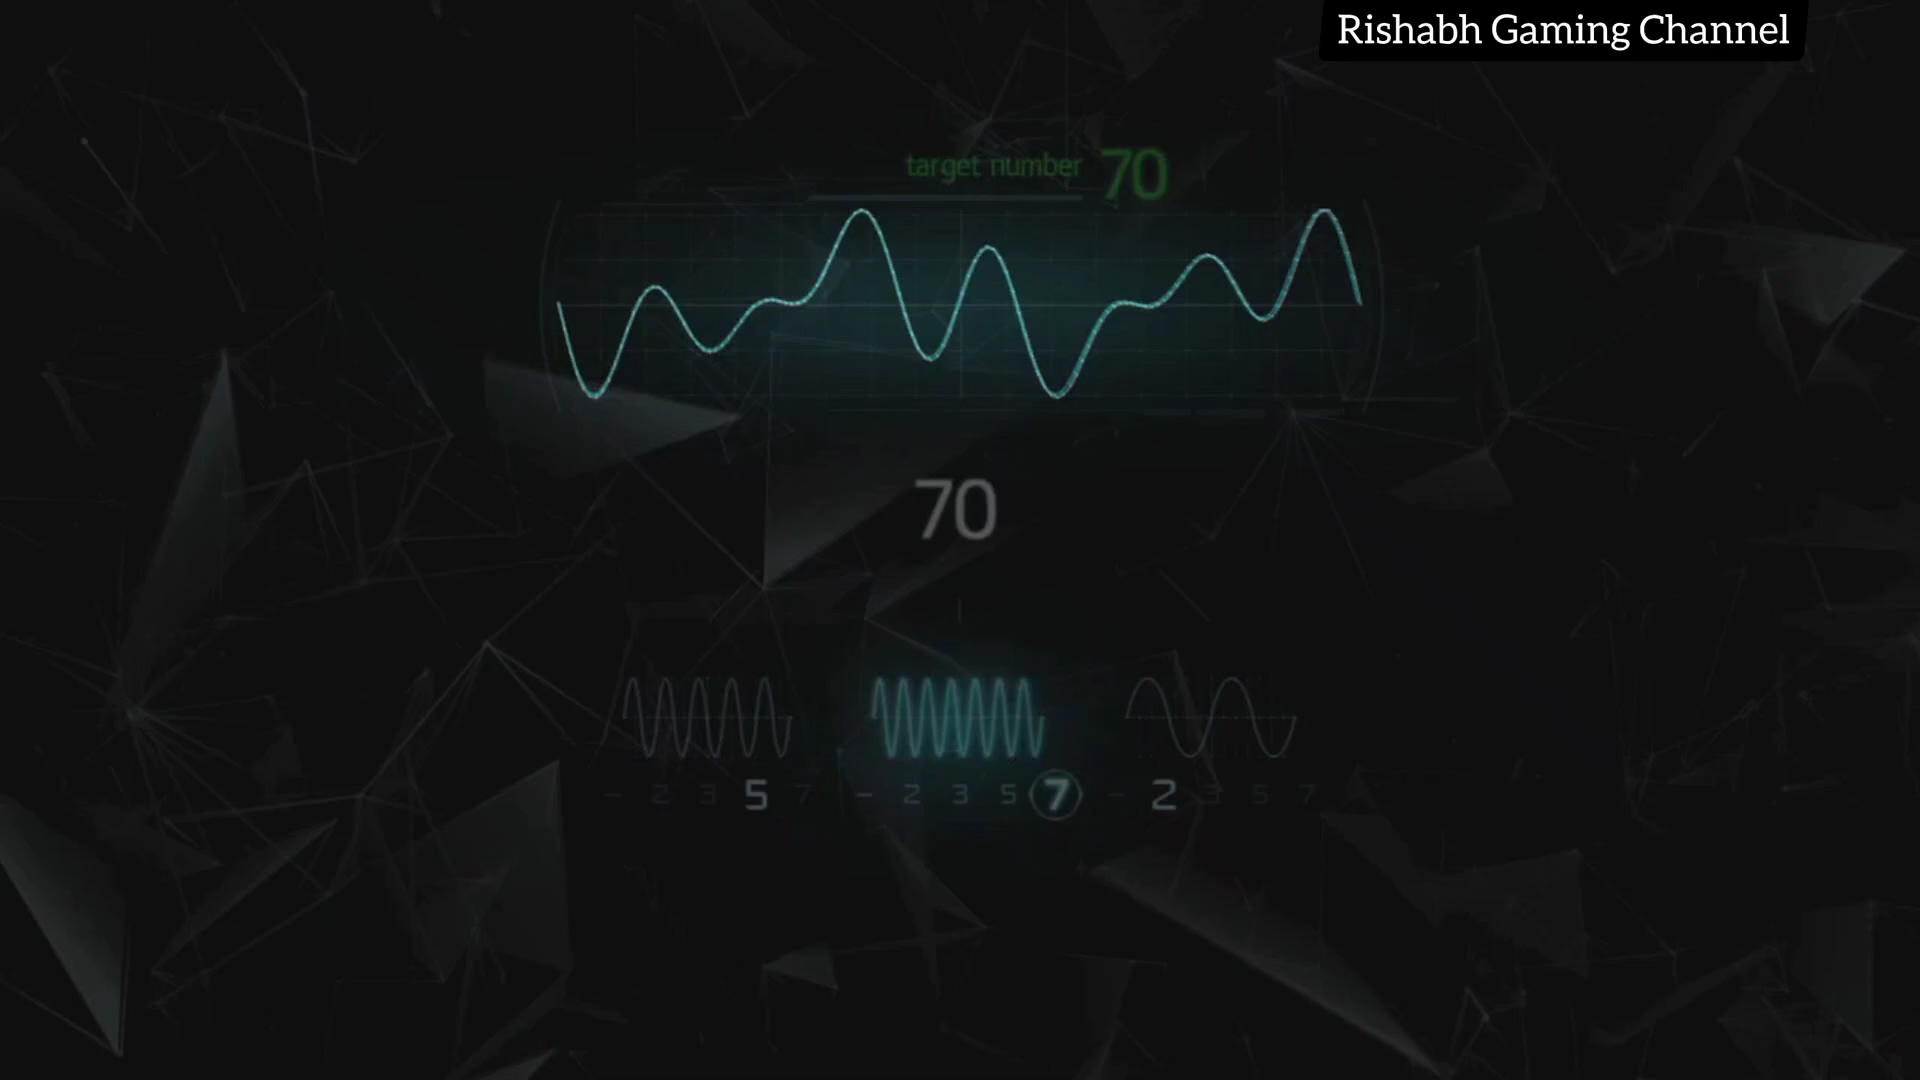 Rishabh Gaming Channel
target number 70
70
- 2 3 5 7 - 2 3 5 7 - 2 3 5 7